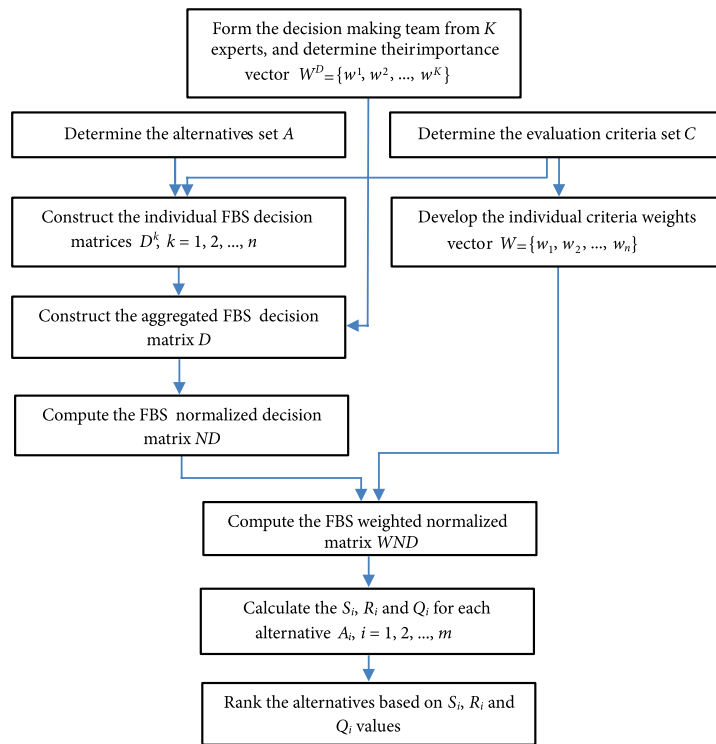 Form the decision making team from K
experts, and determine theirimportance
vector W^D={w^1, w^2, ..., w^K}
Determine the alternatives set A
Determine the evaluation criteria set C
Construct the individual FBS decision
matrices D^k, k = 1, 2, ..., n
Develop the individual criteria weights
vector W={w_1, w_2, ..., w_n}
Construct the aggregated FBS decision
matrix D
Compute the FBS normalized decision
matrix ND
Compute the FBS weighted normalized
matrix WND
Calculate the S_i, R_i and Q_i for each
alternative A_i, i = 1, 2, ..., m
Rank the alternatives based on S_i, R_i and
Q_i values